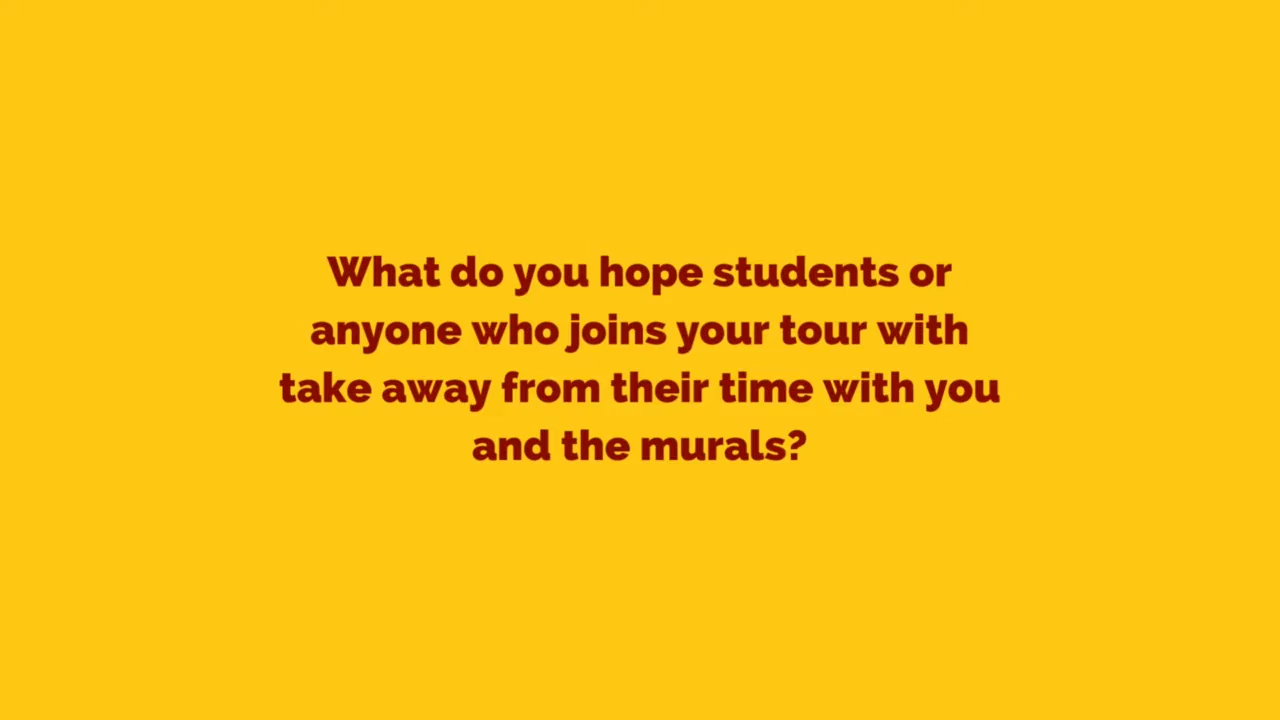 What do you hope students or
anyone who joins your tour with
take away from their time with you
and the murals?